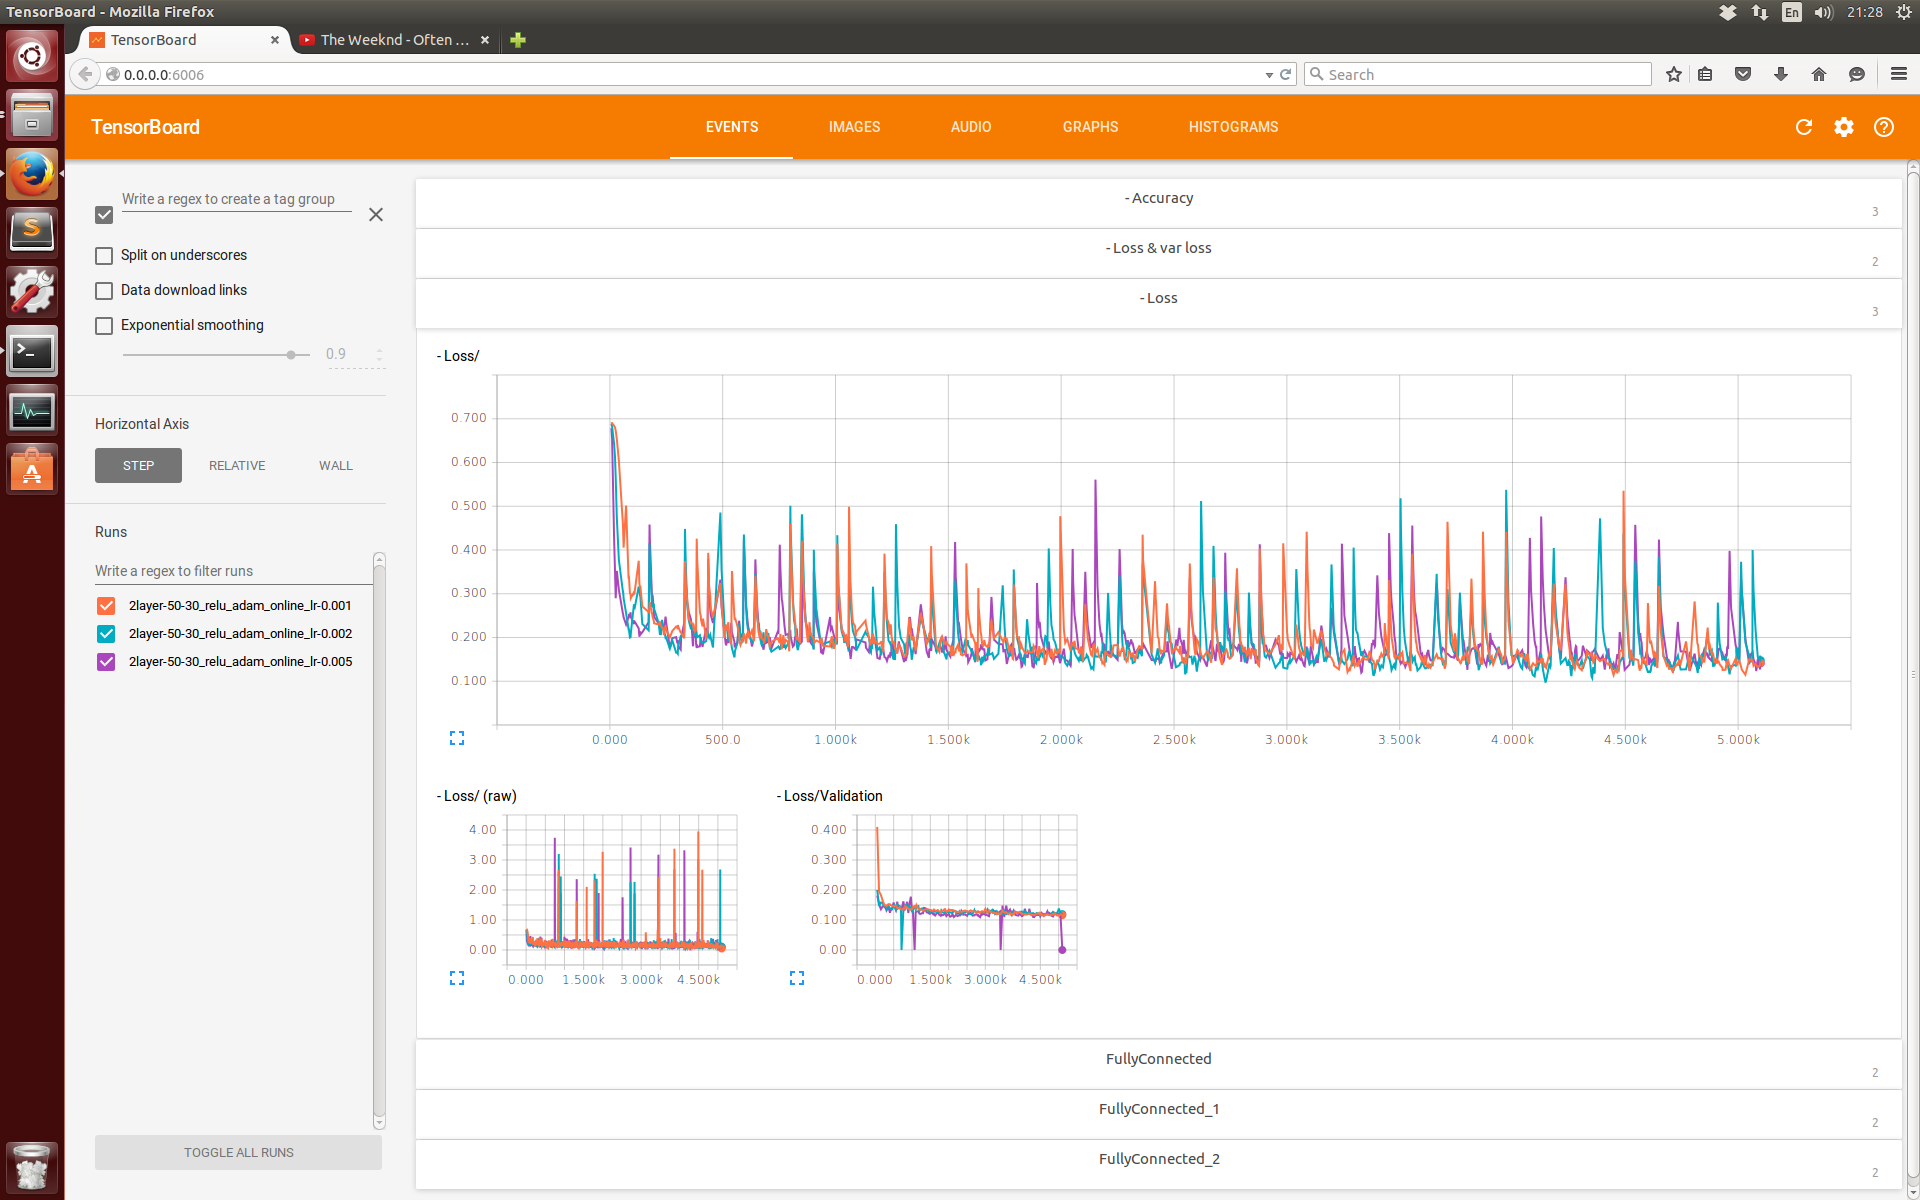 TensorBoard - Mozilla Firefox
En
21:28
TensorBoard
The Weeknd - Often ...
0.0.0.0:6006
Search
TensorBoard
EVENTS
IMAGES
AUDIO
GRAPHS
HISTOGRAMS
Write a regex to create a tag group
Split on underscores
Data download links
Exponential smoothing
0.9
Horizontal Axis
STEP
RELATIVE
WALL
Runs
Write a regex to filter runs
2layer-50-30_relu_adam_online_lr-0.001
2layer-50-30_relu_adam_online_lr-0.002
2layer-50-30_relu_adam_online_lr-0.005
TOGGLE ALL RUNS
- Accuracy
3
- Loss & var loss
2
- Loss
3
- Loss/
0.700
0.600
0.500
0.400
0.300
0.200
0.100
0.000
500.0
1.000k
1.500k
2.000k
2.500k
3.000k
3.500k
4.000k
4.500k
5.000k
- Loss/ (raw)
4.00
3.00
2.00
1.00
0.00
0.000
1.500k
3.000k
4.500k
- Loss/Validation
0.400
0.300
0.200
0.100
0.00
0.000
1.500k
3.000k
4.500k
FullyConnected
2
FullyConnected_1
2
FullyConnected_2
2